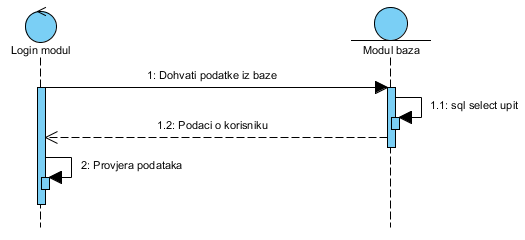 Login modul
Modul baza
1: Dohvati podatke iz baze
1.1: sql select upit
1.2: Podaci o korisniku
2: Provjera podataka